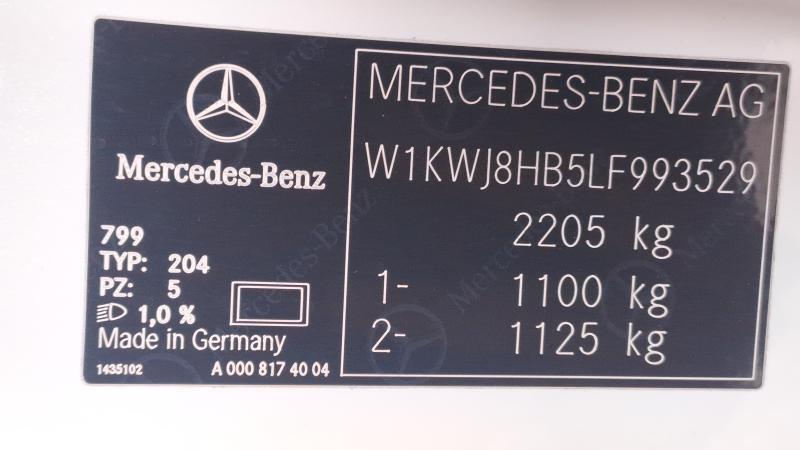 Mercedes-Benz
799
TYP: 204
PZ: 5
1,0 %
Made in Germany
1435102 A 000 817 40 04
MERCEDES-BENZ AG
W1KWJ8HB5LF993529
2205 kg
1- 1100 kg
2- 1125 kg